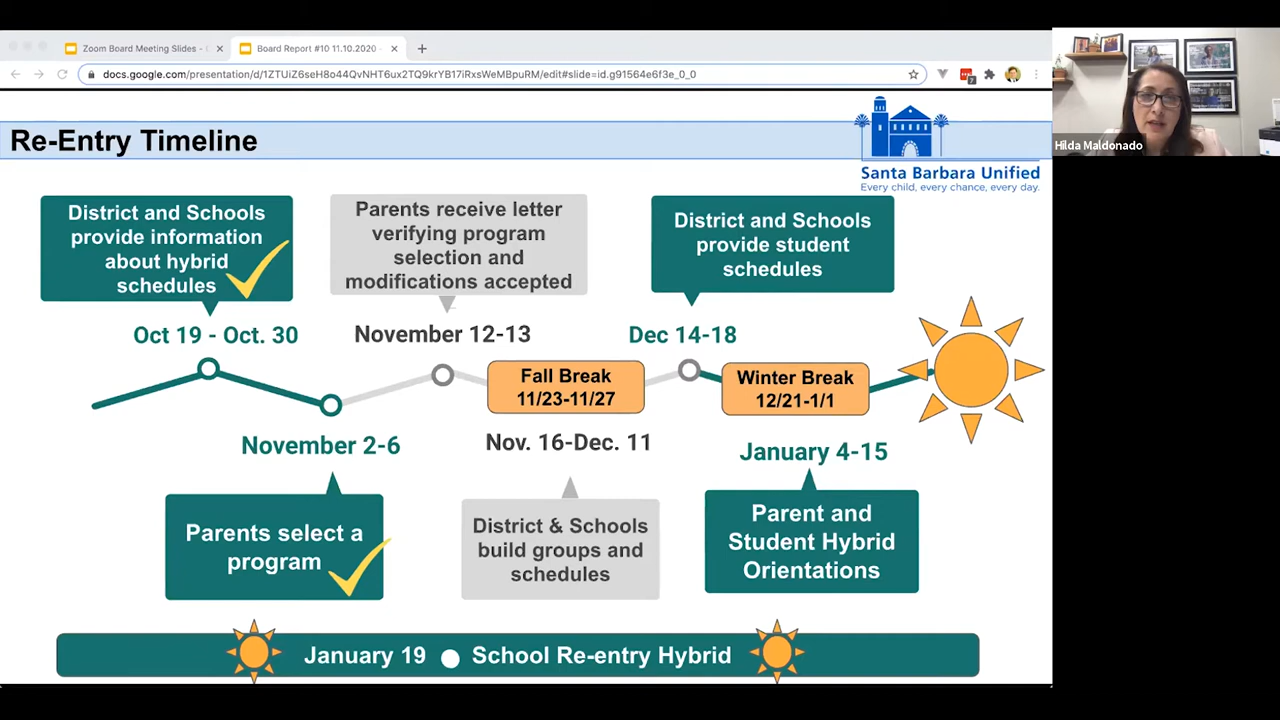 Zoom Board Meeting Slides -
Board Report #10 11.10.2020 -
docs.google.com/presentation/d/1ZTUiZ6seH8o44QvNHT6ux2TQ9krYB17iRxsWeMBpuRM/edit#slide=id.g91564e6f3e_0_0
7
Hilda Maldonado
Re-Entry Timeline
Santa Barbara Unified
Every child, every chance, every day.
District and Schools
provide information
about hybrid
schedules
Parents receive letter
verifying program
selection and
modifications accepted
District and Schools
provide student
schedules
Oct 19 - Oct. 30
November 12-13
Dec 14-18
Fall Break
11/23-11/27
Winter Break
12/21-1/1
November 2-6
Nov. 16-Dec. 11
January 4-15
Parents select a
program
District & Schools
build groups and
schedules
Parent and
Student Hybrid
Orientations
January 19
School Re-entry Hybrid